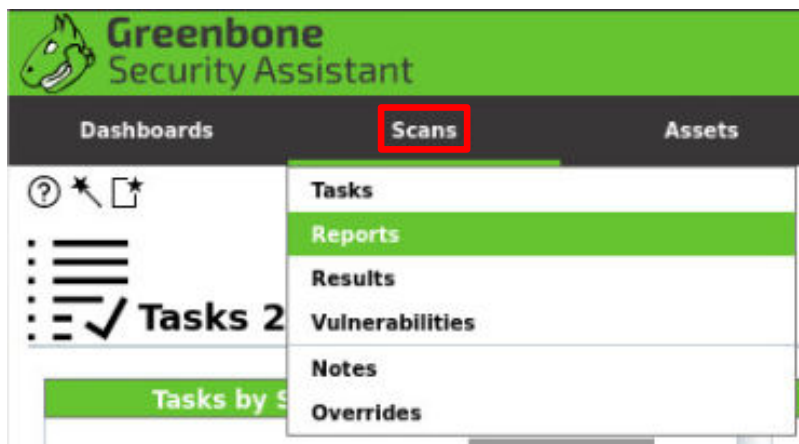 Greenbone
Security Assistant
Dashboards Scans Assets
Tasks
Reports
Results
Vulnerabilities
Notes
Overrides
Tasks 2
Tasks by S